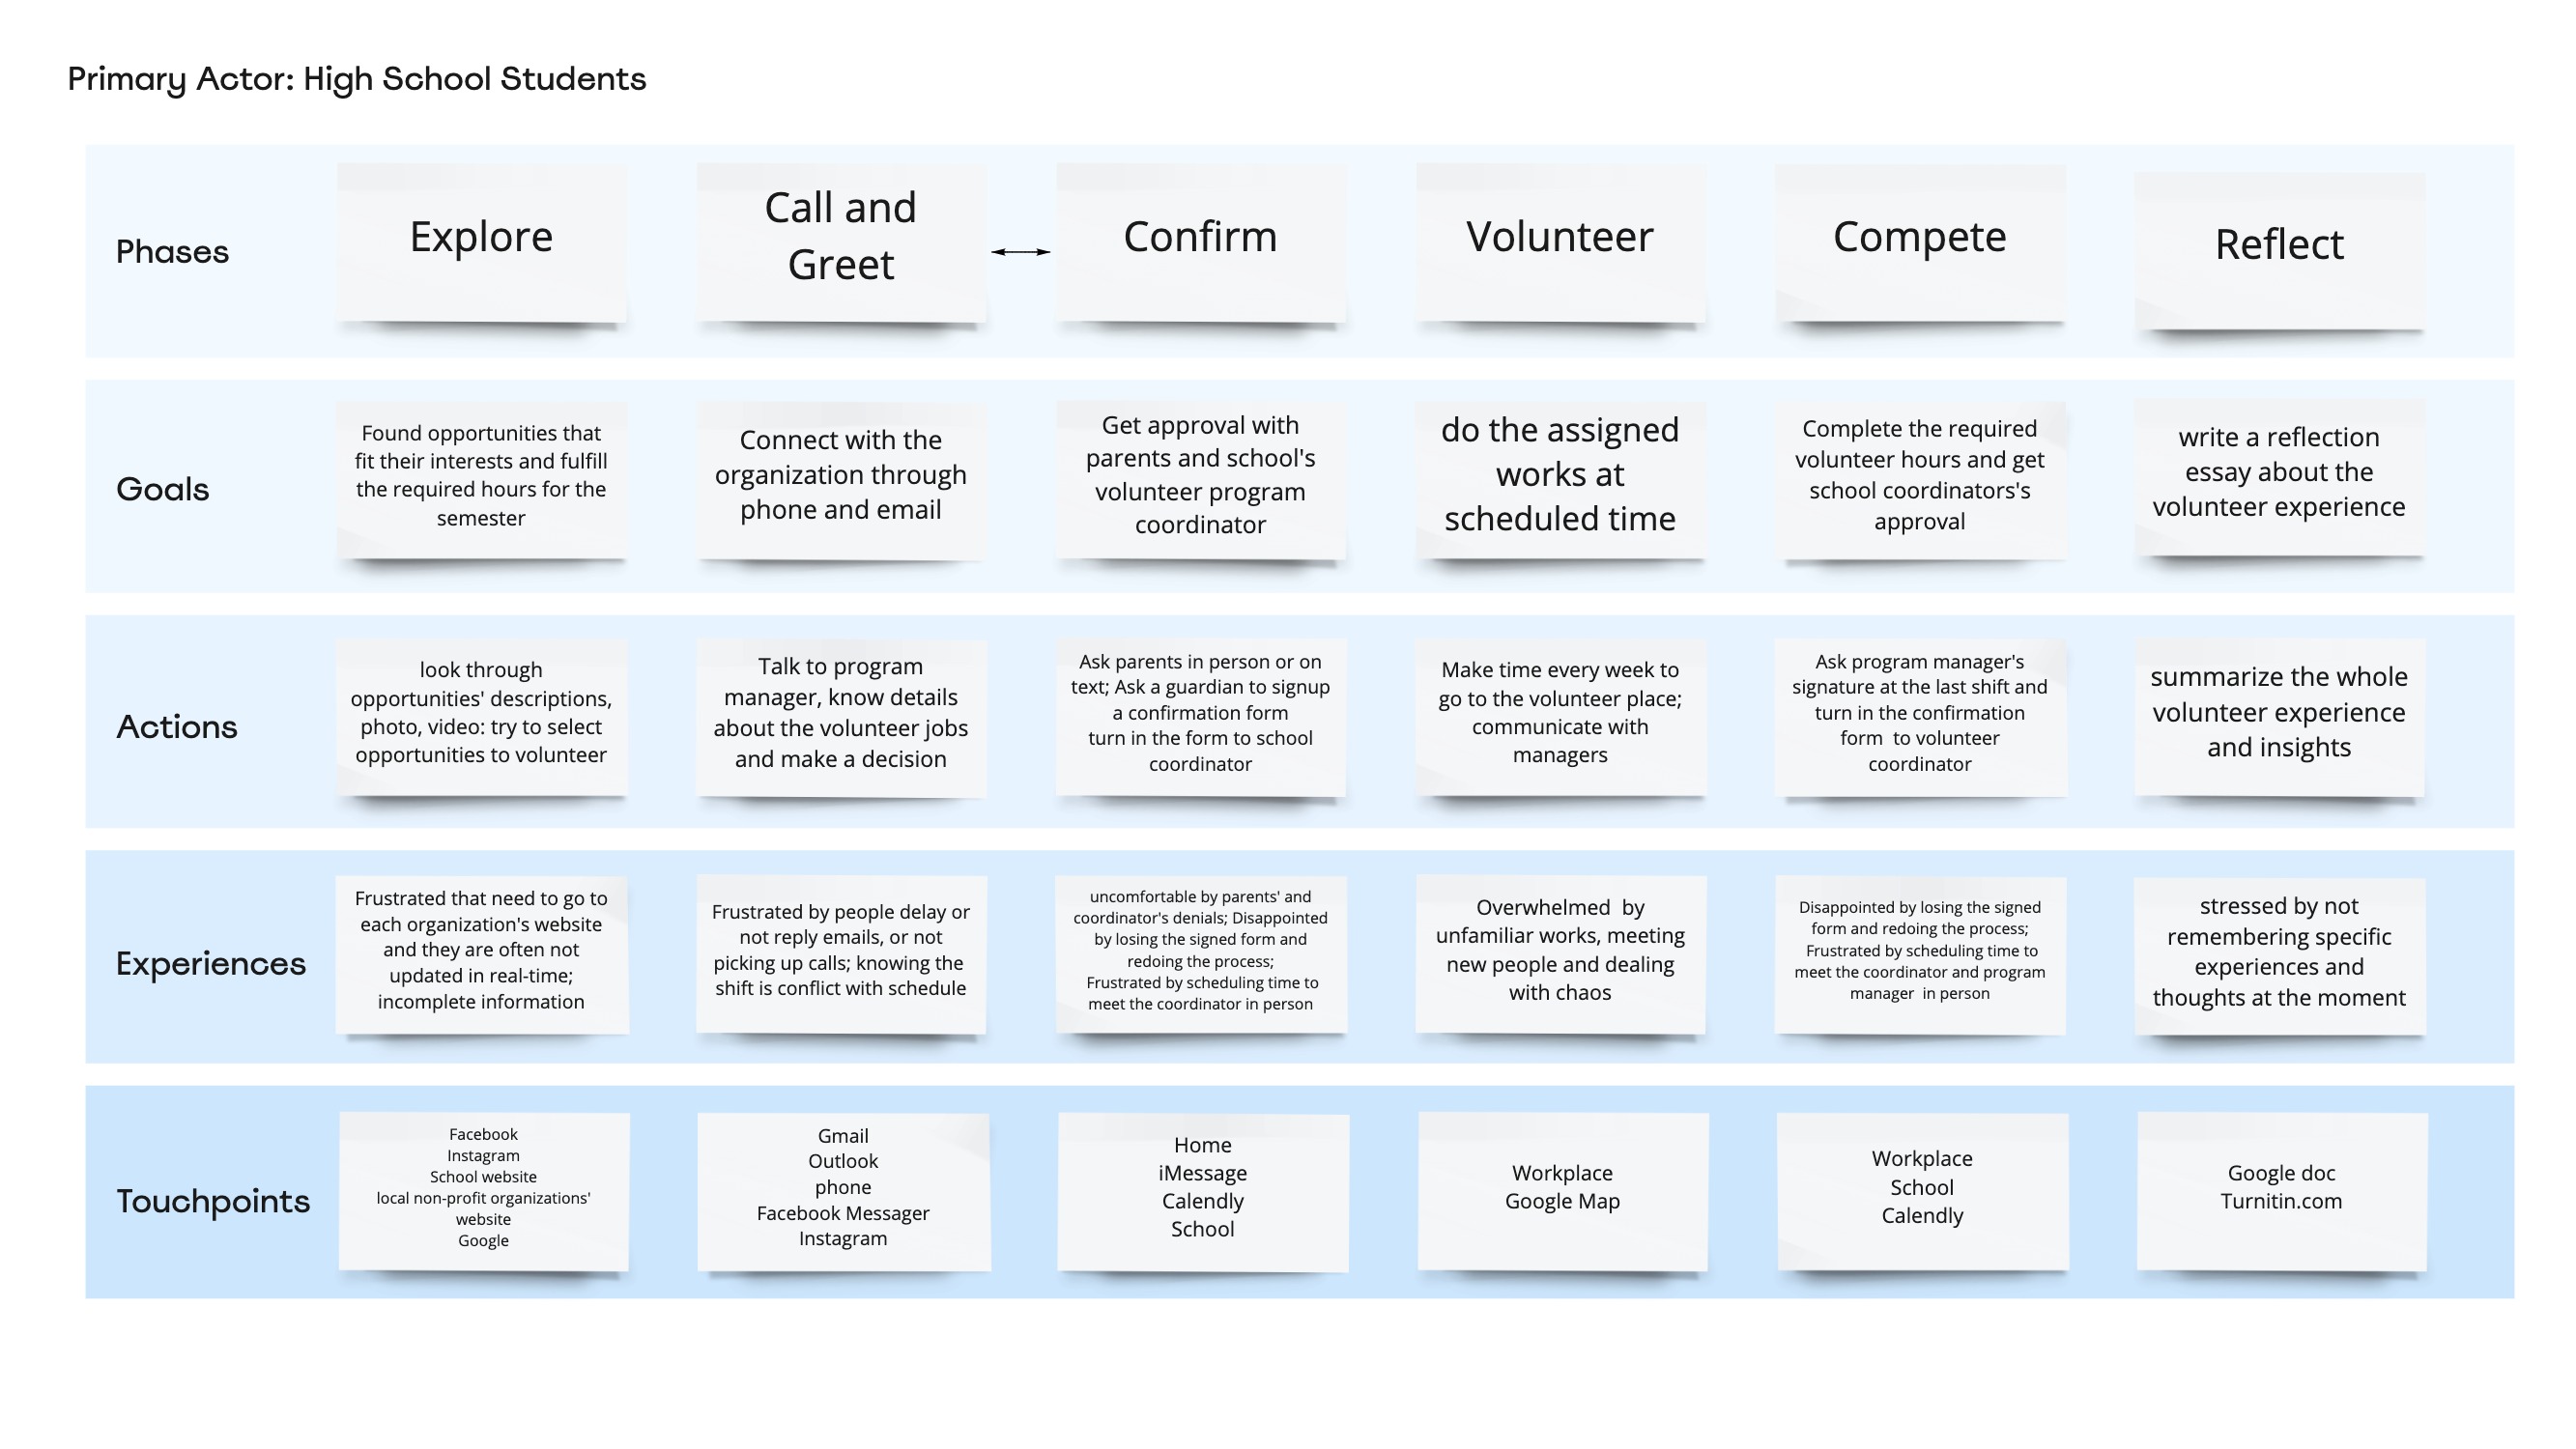 Primary Actor: High School Students
Phases
Explore
Call and
Greet
Confirm
Volunteer
Compete
Reflect
Goals
Found opportunities that
fit their interests and fulfill
the required hours for the
semester
Connect with the
organization through
phone and email
Get approval with
parents and school's
volunteer program
coordinator
do the assigned
works at
scheduled time
Complete the required
volunteer hours and get
school coordinators's
approval
write a reflection
essay about the
volunteer experience
Actions
look through
opportunities' descriptions,
photo, video: try to select
opportunities to volunteer
Talk to program
manager, know details
about the volunteer jobs
and make a decision
Ask parents in person or on
text; Ask a guardian to signup
a confirmation form
turn in the form to school
coordinator
Make time every week to
go to the volunteer place;
communicate with
managers
Ask program manager's
signature at the last shift and
turn in the confirmation
form  to volunteer
coordinator
summarize the whole
volunteer experience
and insights
Experiences
Frustrated that need to go to
each organization's website
and they are often not
updated in real-time;
incomplete information
Frustrated by people delay or
not reply emails, or not
picking up calls; knowing the
shift is conflict with schedule
uncomfortable by parents' and
coordinator's denials; Disappointed
by losing the signed form and
redoing the process;
Frustrated by scheduling time to
meet the coordinator in person
Overwhelmed  by
unfamiliar works, meeting
new people and dealing
with chaos
Disappointed by losing the signed
form and redoing the process;
Frustrated by scheduling time to
meet the coordinator and program
manager  in person
stressed by not
remembering specific
experiences and
thoughts at the moment
Touchpoints
Facebook
Instagram
School website
local non-profit organizations'
website
Google
Gmail
Outlook
phone
Facebook Messager
Instagram
Home
iMessage
Calendly
School
Workplace
Google Map
Workplace
School
Calendly
Google doc
Turnitin.com